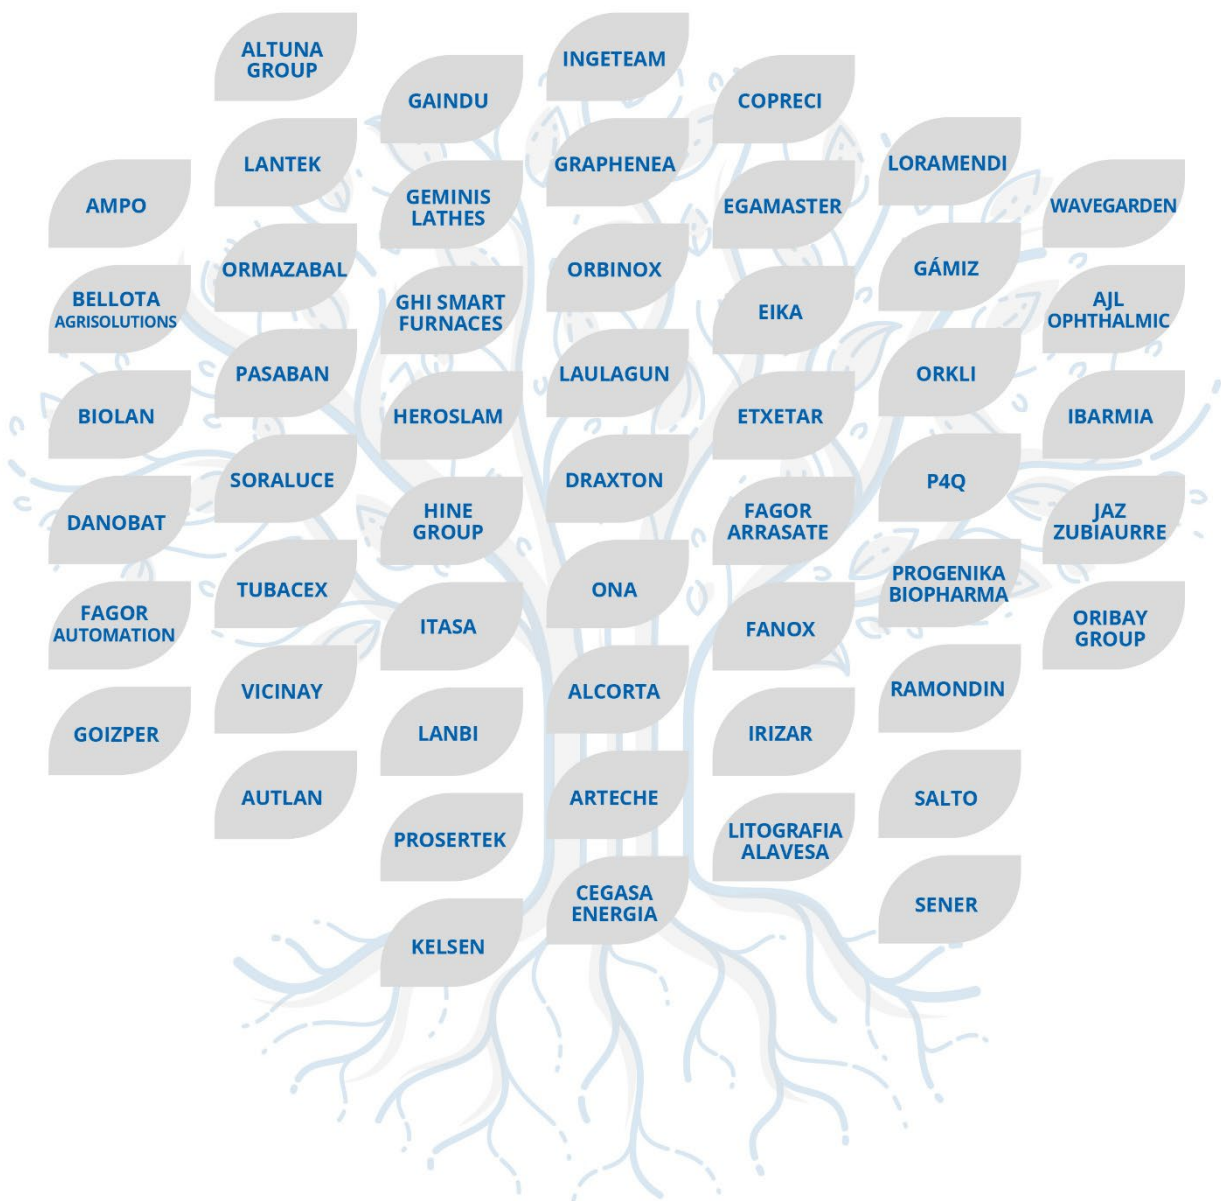 ALTUNA
GROUP
LANTEK
ORMAZABAL
PASABAN
SORALUCE
TUBACEX
VICINAY
AUTLAN
AMPO
BELLOTA
AGRISOLUTIONS
BIOLAN
DANOBAT
FAGOR
AUTOMATION
GOIZPER
GAINDU
GEMINIS
LATHES
GHI SMART
FURNACES
HEROSLAM
HINE
GROUP
ITASA
LANBI
PROSERTEK
KELSEN
INGETEAM
GRAPHENEA
ORBINOX
LAULAGUN
DRAXTON
ONA
ALCORTA
ARTECHE
CEGASA
ENERGIA
COPRECI
EGAMASTER
EIKA
ETXETAR
FAGOR
ARRASATE
FANOX
IRIZAR
LITOGRAFIA
ALAVESA
LORAMENDI
GÁMIZ
ORKLI
P4Q
PROGENIKA
BIOPHARMA
RAMONDIN
SALTO
SENER
WAVEGARDEN
AJL
OPHTHALMIC
IBARMIA
JAZ
ZUBIAURRE
ORIBAY
GROUP